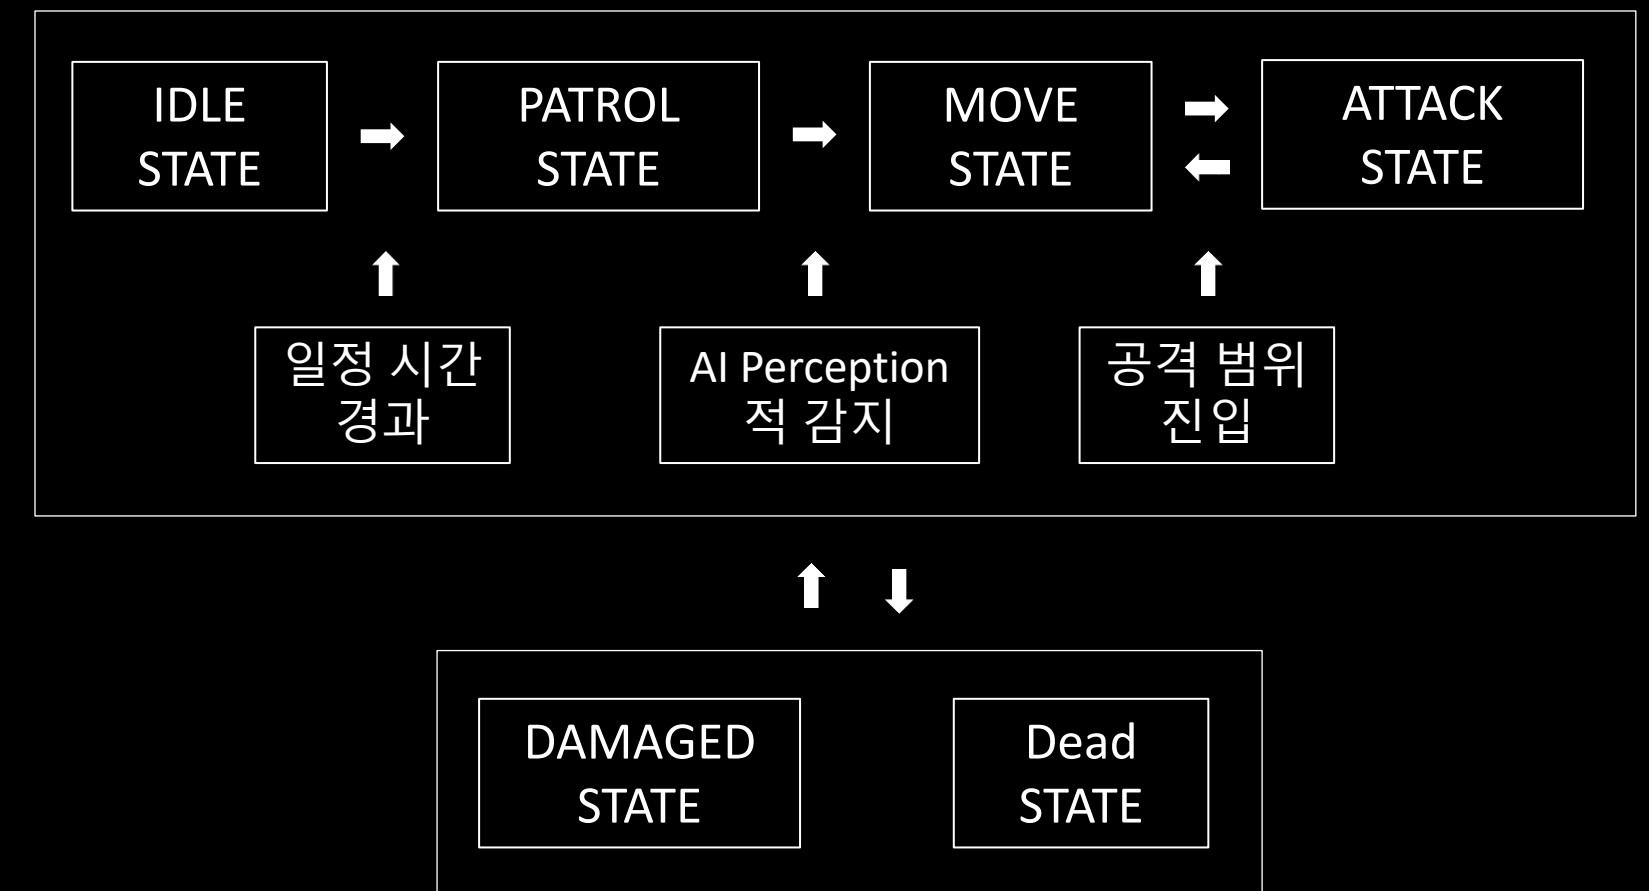 IDLE
STATE
PATROL
STATE
MOVE
STATE
ATTACK
STATE
일정 시간
경과
AI Perception
적 감지
공격 범위
진입
DAMAGED
STATE
Dead
STATE